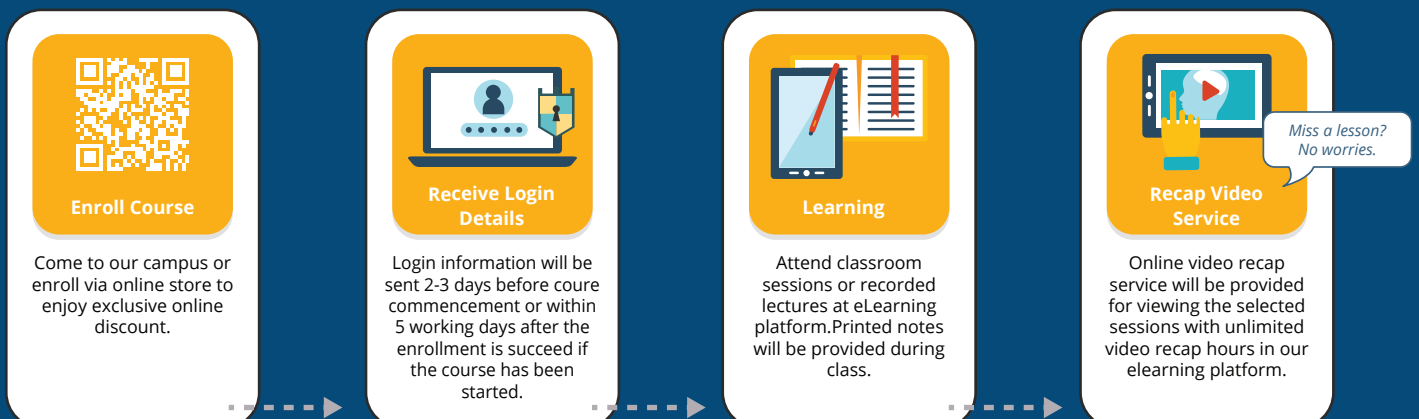 Enroll Course
Come to our campus or
enroll via online store to
enjoy exclusive online
discount.
Receive Login
Details
Login information will be
sent 2-3 days before coure
commencement or within
5 working days after the
enrollment is succeed if
the course has been
started.
Learning
Attend classroom
sessions or recorded
lectures at eLearning
platform.Printed notes
will be provided during
class.
Miss a lesson?
No worries.
Recap Video
Service
Online video recap
service will be provided
for viewing the selected
sessions with unlimited
video recap hours in our
elearning platform.